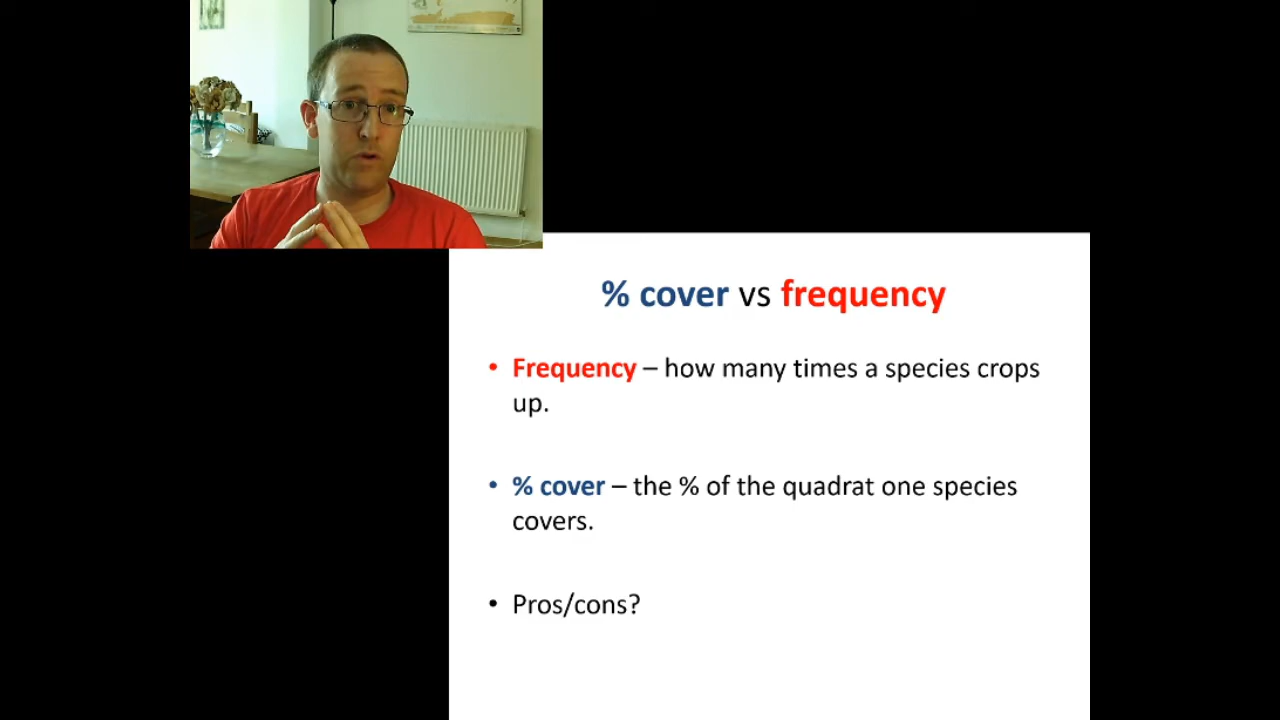 % cover vs frequency
• Frequency – how many times a species crops
up.
• % cover – the % of the quadrat one species
covers.
• Pros/cons?